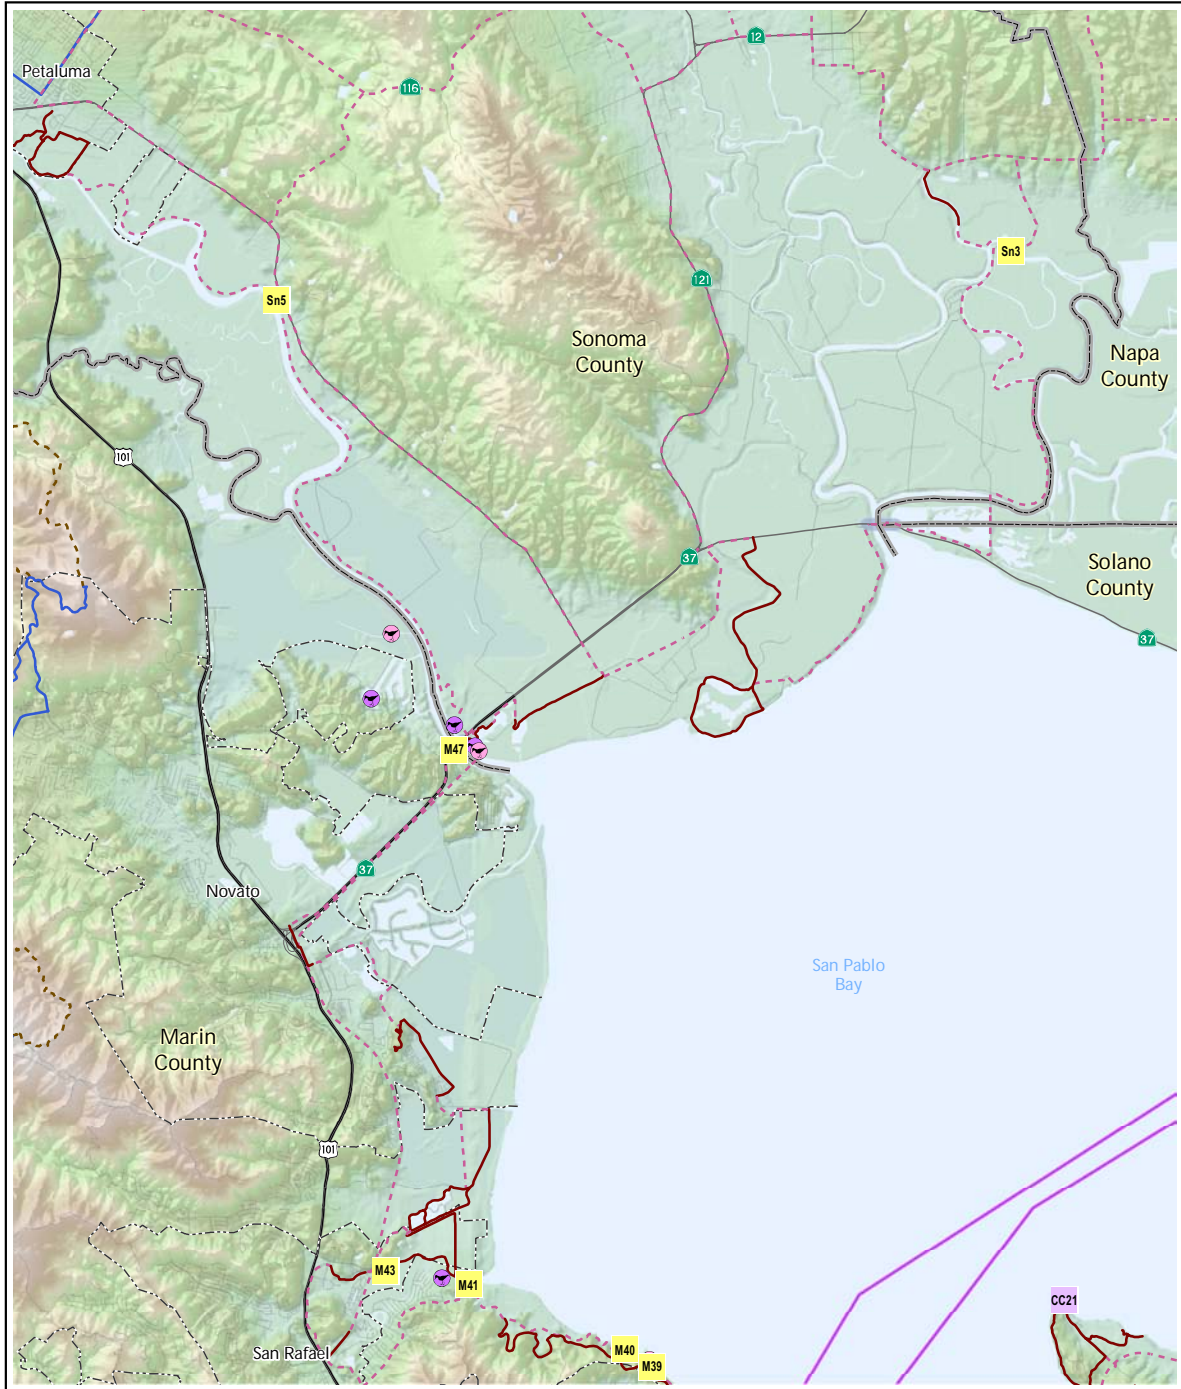 12
Petaluma
116
Sn3
121
Sn5
Sonoma
County
Napa
County
101
37
Solano
County
37
M47
37
Novato
San Pablo
Bay
Marin
County
101
M43
M41
CC21
San Rafael
M40
M39